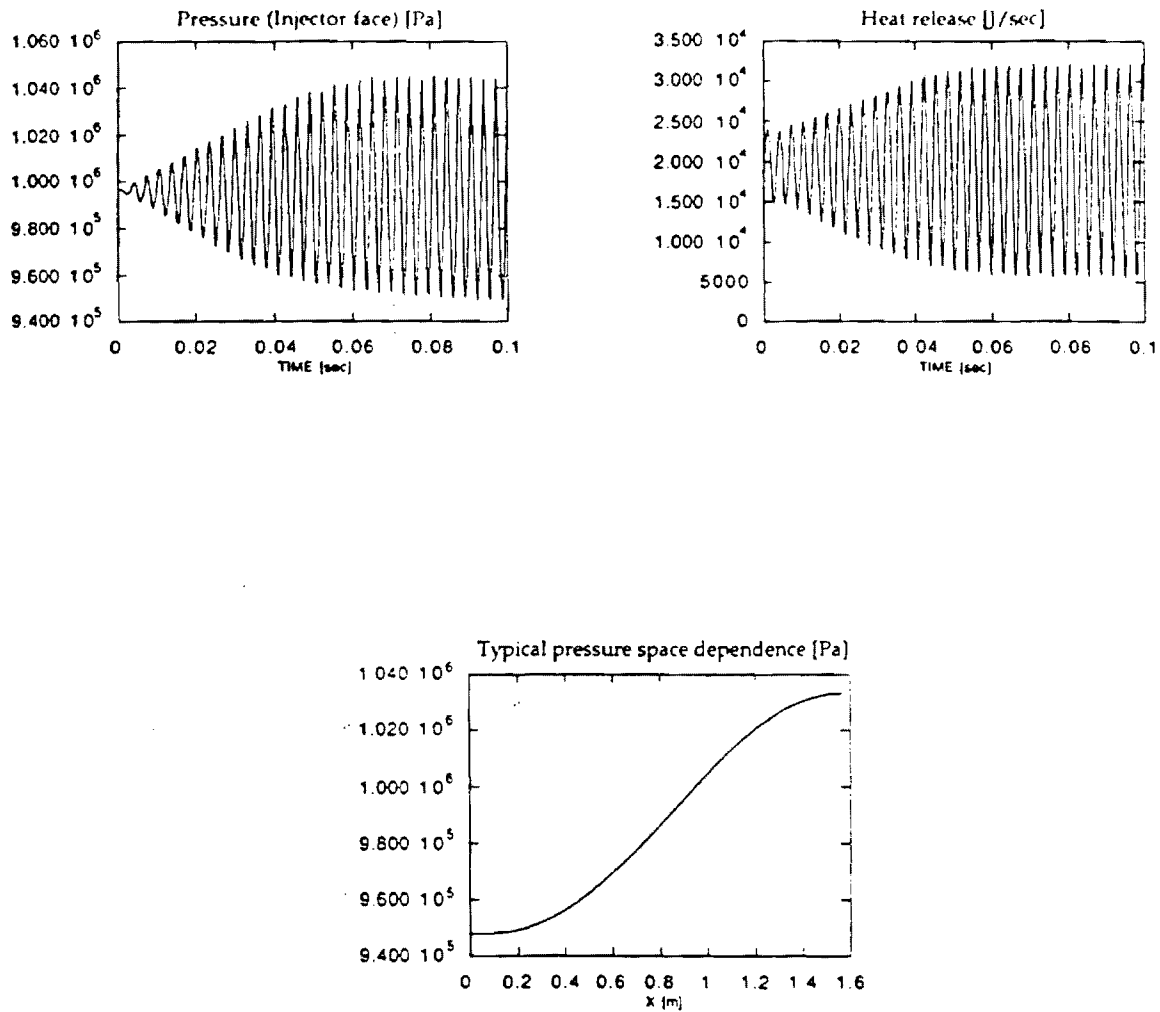 Pressure (Injector face) [Pa]
1.060 10⁶
1.040 10⁶
1.020 10⁶
1.000 10⁶
9.800 10⁵
9.600 10⁵
9.400 10⁵
0 0.02 0.04 0.06 0.08 0.1
TIME [sec]
Heat release [J/sec]
3.500 10⁴
3.000 10⁴
2.500 10⁴
2.000 10⁴
1.500 10⁴
1.000 10⁴
5000
0
0 0.02 0.04 0.06 0.08 0.1
TIME [sec]
Typical pressure space dependence [Pa]
1.040 10⁶
1.020 10⁶
1.000 10⁶
9.800 10⁵
9.600 10⁵
9.400 10⁵
0 0.2 0.4 0.6 0.8 1 1.2 1.4 1.6
X [m]